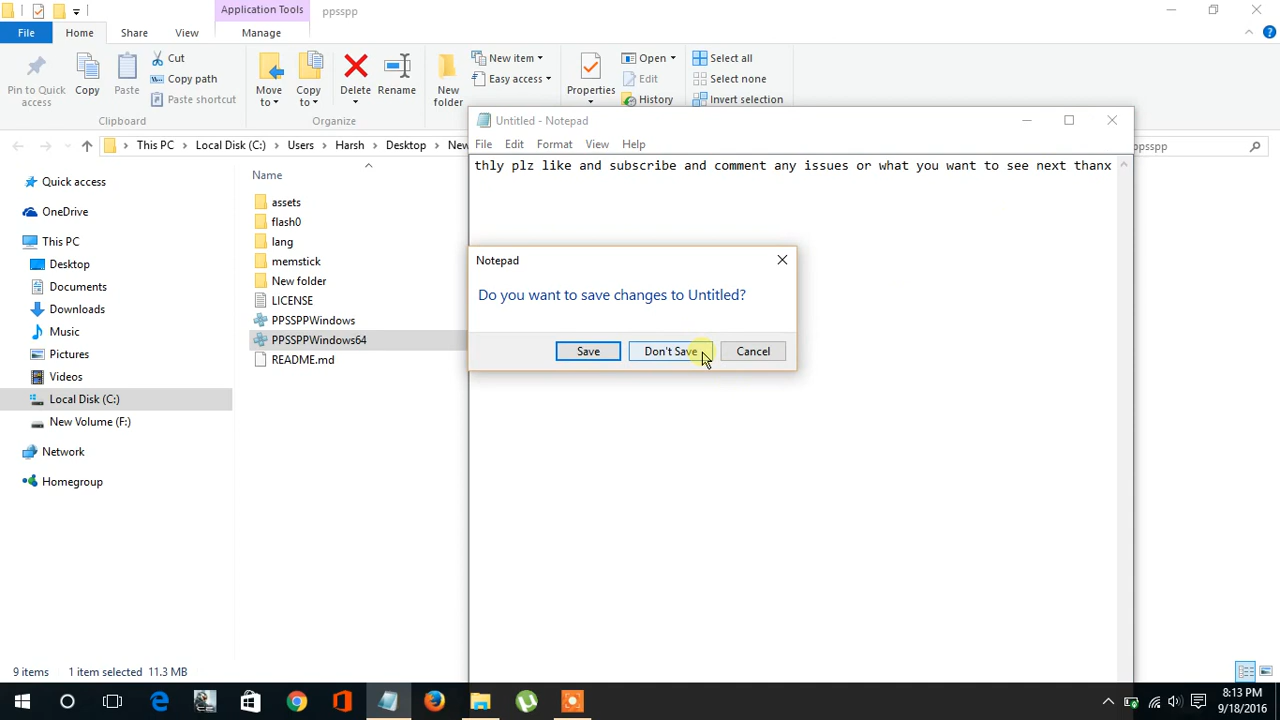 Application Tools
ppsspp
File
Home
Share
View
Manage
Pin to Quick access
Copy
Paste
Cut
Copy path
Paste shortcut
Clipboard
Move to
Copy to
Delete
Rename
Organize
New folder
New item
Easy access
Properties
Open
Edit
History
Select all
Select none
Invert selection
This PC
Local Disk (C:)
Users
Harsh
Desktop
New
ppsspp
Quick access
OneDrive
This PC
Desktop
Documents
Downloads
Music
Pictures
Videos
Local Disk (C:)
New Volume (F:)
Network
Homegroup
Name
assets
flash0
lang
memstick
New folder
LICENSE
PPSSPPWindows
PPSSPPWindows64
README.md
Untitled - Notepad
File Edit Format View Help
thly plz like and subscribe and comment any issues or what you want to see next thanx
Notepad
Do you want to save changes to Untitled?
Save
Don't Save
Cancel
9 items
1 item selected 11.3 MB
8:13 PM
9/18/2016